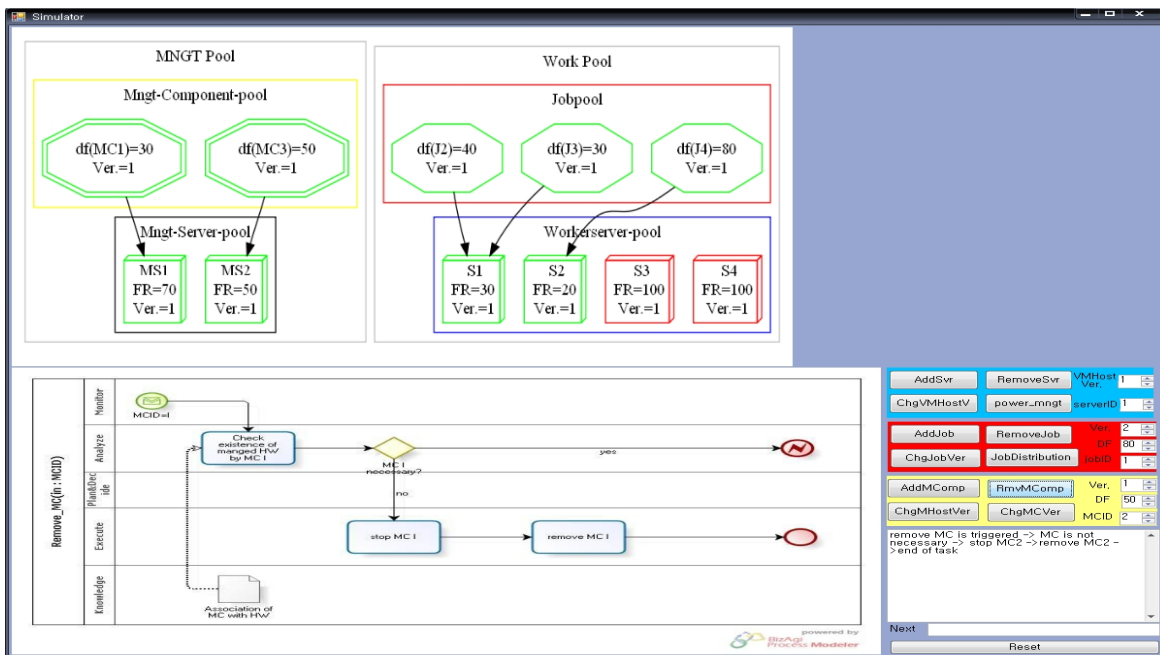 Simulator
MNGT Pool
Mngt-Component-pool
df(MC1)=30
Ver.=1
df(MC3)=50
Ver.=1
Mngt-Server-pool
MS1
FR=70
Ver.=1
MS2
FR=50
Ver.=1
Work Pool
Jobpool
df(J2)=40
Ver.=1
df(J3)=30
Ver.=1
df(J4)=80
Ver.=1
Workerserver-pool
S1
FR=30
Ver.=1
S2
FR=20
Ver.=1
S3
FR=100
Ver.=1
S4
FR=100
Ver.=1
Remove_MC(in : MCID)
Monitor
MCID=I
Analyze
Check
existence of
manged HW
by MC I
MC I
necessary?
yes
Plan&Dec
ide
no
Execute
stop MC I
remove MC I
Knowledge
Association of
MC with HW
powered by
BizAgi
Process Modeler
AddSvr
RemoveSvr
VMHost
Ver.
1
ChgVMHostV
power_mngt
serverID
1
AddJob
RemoveJob
Ver.
2
DF
80
ChgJobVer
JobDistribution
JobID
1
AddMComp
RmvMComp
Ver.
1
DF
50
ChgMHostVer
ChgMCVer
MCID
2
remove MC is triggered -> MC is not
necessary -> stop MC2 ->remove MC2 -
>end of task
Next
Reset